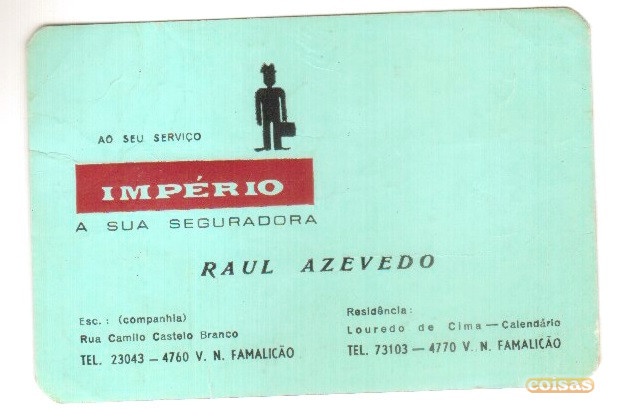 AO SEU SERVIÇO
IMPÉRIO
A SUA SEGURADORA
RAUL AZEVEDO
Esc.: (companhia)
Rua Camilo Castelo Branco
TEL. 23043 — 4760 V. N. FAMALICÃO
Residência:
Louredo de Cima — Calendário
TEL. 73103 — 4770 V. N. FAMALICÃO
coisas